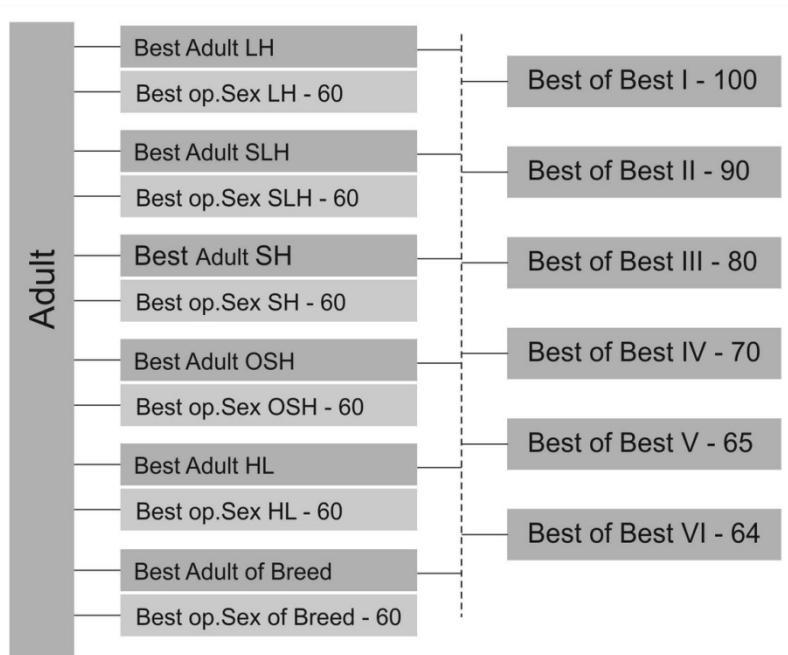 Adult
Best Adult LH
Best op.Sex LH - 60
Best Adult SLH
Best op.Sex SLH - 60
Best Adult SH
Best op.Sex SH - 60
Best Adult OSH
Best op.Sex OSH - 60
Best Adult HL
Best op.Sex HL - 60
Best Adult of Breed
Best op.Sex of Breed - 60
Best of Best I - 100
Best of Best II - 90
Best of Best III - 80
Best of Best IV - 70
Best of Best V - 65
Best of Best VI - 64